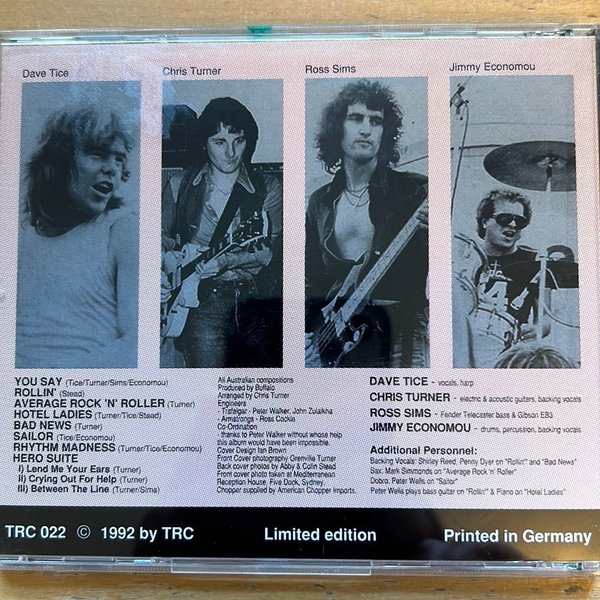 Dave Tice
Chris Turner
Ross Sims
Jimmy Economou
YOU SAY (Tice/Turner/Sims/Economou)
ROLLIN' (Stead)
AVERAGE ROCK 'N' ROLLER (Turner)
HOTEL LADIES (Turner/Tice/Stead)
BAD NEWS (Turner)
SAILOR (Tice/Economou)
RHYTHM MADNESS (Turner/Tice/Economou)
HERO SUITE
I) Lend Me Your Ears (Turner)
II) Crying Out For Help (Turner)
III) Between The Line (Turner/Sims)
All Australian compositions
Produced by Buffalo
Arranged by Chris Turner
Engineers
- Trafalgar - Peter Walker, John Zulaikha
- Armstrongs - Ross Cockle
Co-Ordination
- thanks to Peter Walker without whose help
this album would have been impossible.
Cover Design Ian Brown
Front Cover photography Grenville Turner
Back cover photos by Abby & Colin Stead
Front cover photo taken at Mediterranean
Reception House, Five Dock, Sydney.
Chopper supplied by American Chopper Imports.
DAVE TICE - vocals, harp
CHRIS TURNER - electric & acoustic guitars, backing vocals
ROSS SIMS - Fender Telecaster bass & Gibson EB3
JIMMY ECONOMOU - drums, percussion, backing vocals
Additional Personnel:
Backing Vocals: Shirley Reed, Penny Dyer on "Rollin'" and "Bad News"
Sax: Mark Simmonds on "Average Rock 'n' Roller"
Dobro: Peter Wells on "Sailor"
Peter Wells plays bass guitar on "Rollin'" & Piano on "Hotel Ladies"
TRC 022 © 1992 by TRC
Limited edition
Printed in Germany